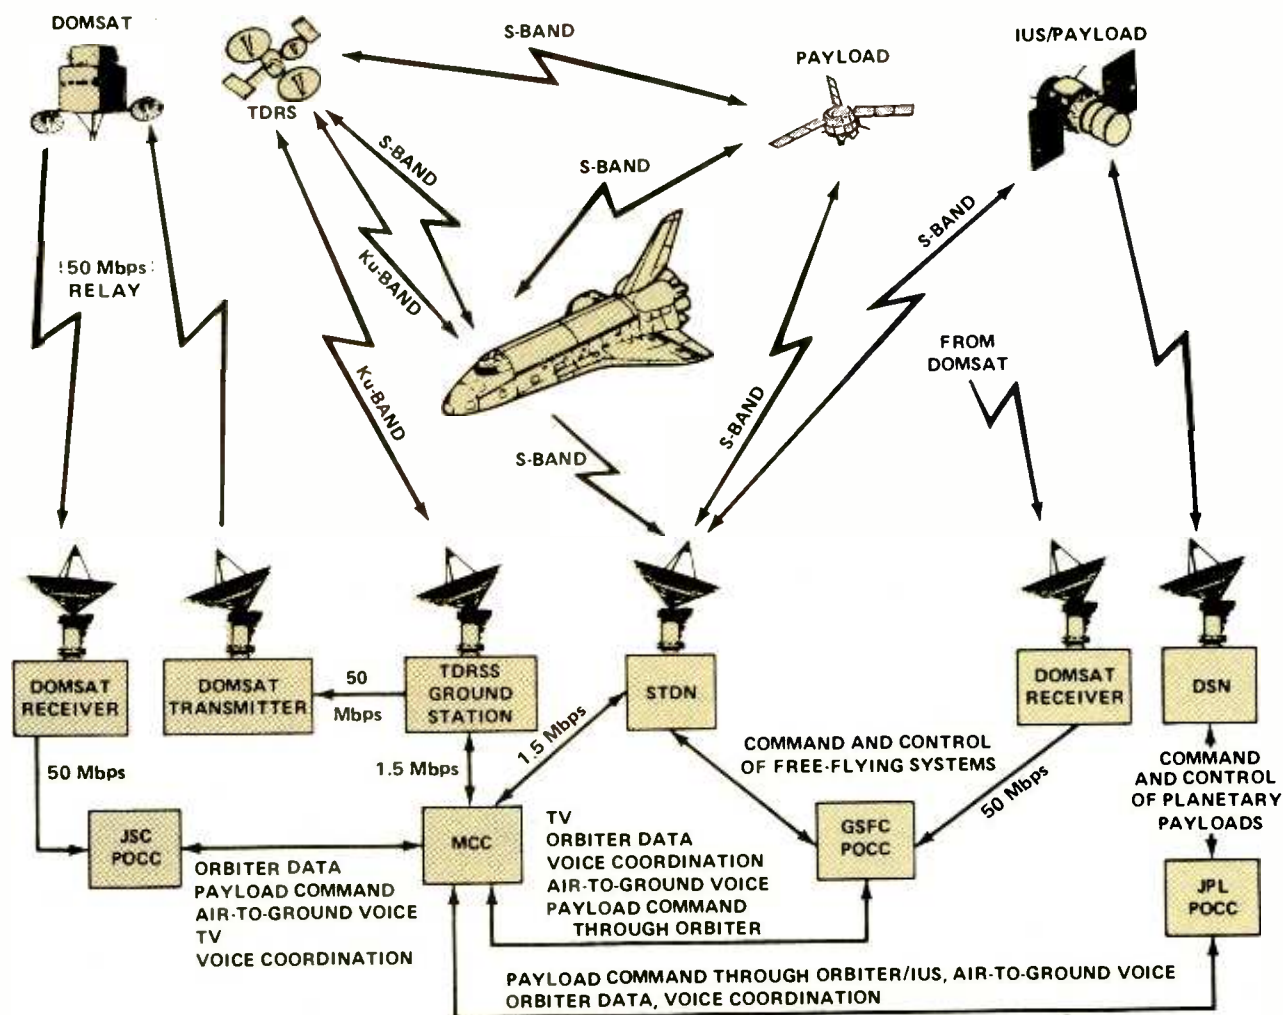 DOMSAT
TDRS
S-BAND
PAYLOAD
IUS/PAYLOAD
S-BAND
S-BAND
S-BAND
Ku-BAND
50 Mbps
RELAY
FROM
DOMSAT
Ku-BAND
S-BAND
S-BAND
DOMSAT
RECEIVER
DOMSAT
TRANSMITTER
50
Mbps
TDRSS
GROUND
STATION
STDN
DOMSAT
RECEIVER
DSN
50 Mbps
1.5 Mbps
1.5 Mbps
COMMAND AND CONTROL
OF FREE-FLYING SYSTEMS
50 Mbps
COMMAND
AND CONTROL
OF PLANETARY
PAYLOADS
JSC
POCC
ORBITER DATA
PAYLOAD COMMAND
AIR-TO-GROUND VOICE
TV
VOICE COORDINATION
MCC
TV
ORBITER DATA
VOICE COORDINATION
AIR-TO-GROUND VOICE
PAYLOAD COMMAND
THROUGH ORBITER
GSFC
POCC
JPL
POCC
PAYLOAD COMMAND THROUGH ORBITER/IUS, AIR-TO-GROUND VOICE
ORBITER DATA, VOICE COORDINATION